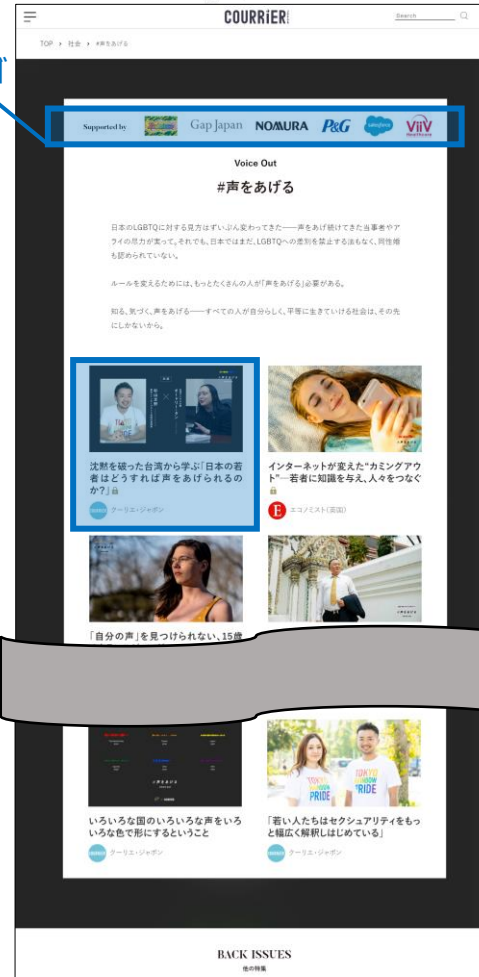 COURRiER
Search
TOP › 社会 › #声をあげる
Supported by
Gap Japan
NOMURA
P&G
salesforce
ViiV
Healthcare
Voice Out
#声をあげる
日本のLGBTQに対する見方はずいぶん変わってきた——声をあげ続けてきた当事者やア
ライの尽力が実って。それでも、日本ではまだ、LGBTQへの差別を禁止する法もなく、同性婚
も認められていない。
ルールを変えるためには、もっとたくさんの人が「声をあげる」必要がある。
知る、気づく、声をあげる——すべての人が自分らしく、平等に生きていける社会は、その先
にしかないから。
沈黙を破った台湾から学ぶ「日本の若
者はどうすれば声をあげられるの
か?」
クーリエ・ジャポン
インターネットが変えた“カミングアウ
ト”—若者に知識を与え、人々をつなぐ
E エコノミスト(英国)
「自分の声」を見つけられない、15歳
#声をあげる
TOKYO
RAINBOW
PRIDE
TOKYO
RAINBOW
PRIDE
いろいろな国のいろいろな声をいろ
いろな色で形にするということ
クーリエ・ジャポン
「若い人たちはセクシュアリティをもっ
と幅広く解釈しはじめている」
クーリエ・ジャポン
BACK ISSUES
他の特集